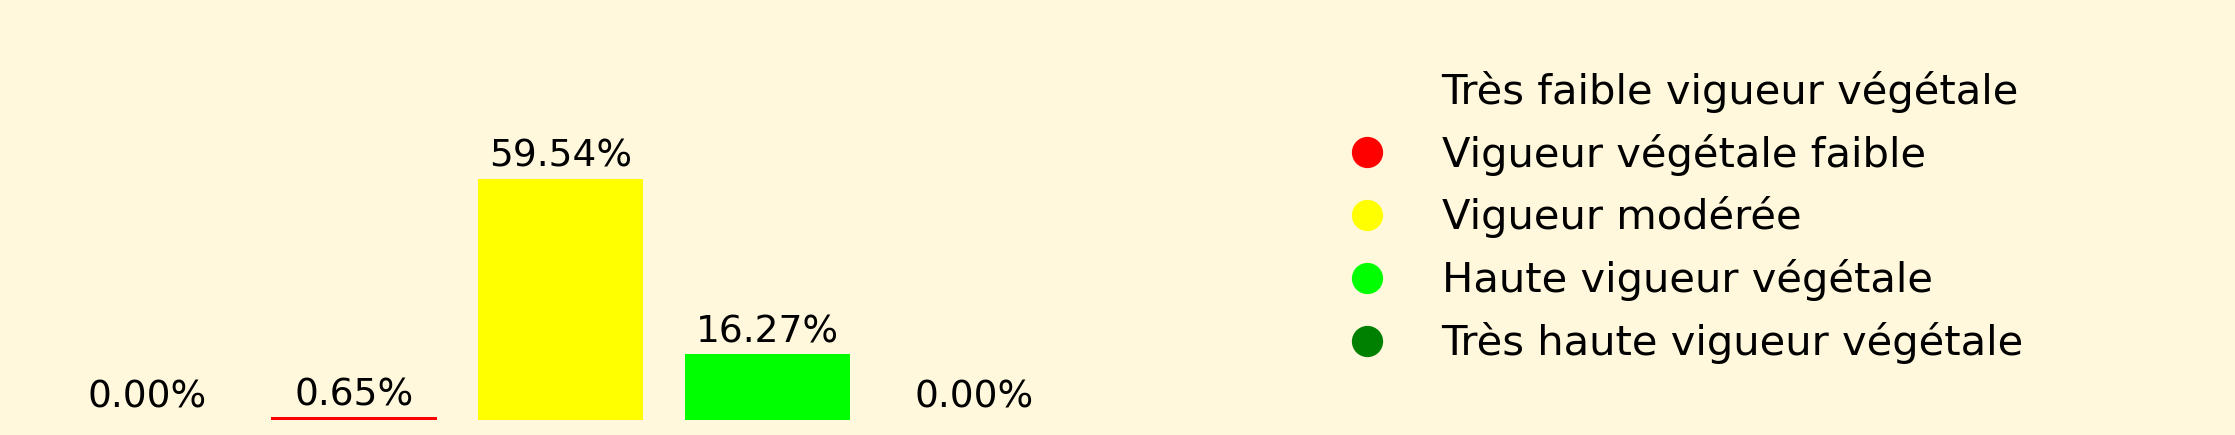 0.00%
0.65%
59.54%
16.27%
0.00%
Très faible vigueur végétale
Vigueur végétale faible
Vigueur modérée
Haute vigueur végétale
Très haute vigueur végétale